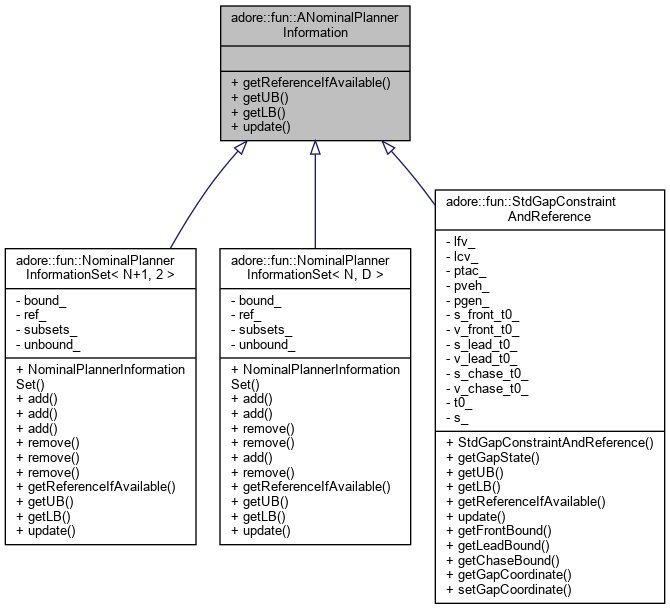 adore::fun::ANominalPlanner
Information
+ getReferenceIfAvailable()
+ getUB()
+ getLB()
+ update()
adore::fun::NominalPlanner
InformationSet< N+1, 2 >
- bound_
- ref_
- subsets_
- unbound_
+ NominalPlannerInformation
Set()
+ add()
+ add()
+ add()
+ remove()
+ remove()
+ remove()
+ getReferenceIfAvailable()
+ getUB()
+ getLB()
+ update()
adore::fun::NominalPlanner
InformationSet< N, D >
- bound_
- ref_
- subsets_
- unbound_
+ NominalPlannerInformation
Set()
+ add()
+ add()
+ remove()
+ remove()
+ add()
+ remove()
+ getReferenceIfAvailable()
+ getUB()
+ getLB()
+ update()
adore::fun::StdGapConstraint
AndReference
- lfv_
- lcv_
- ptac_
- pveh_
- pgen_
- s_front_t0_
- v_front_t0_
- s_lead_t0_
- v_lead_t0_
- s_chase_t0_
- v_chase_t0_
- t0_
- s_
+ StdGapConstraintAndReference()
+ getGapState()
+ getUB()
+ getLB()
+ getReferenceIfAvailable()
+ update()
+ getFrontBound()
+ getLeadBound()
+ getChaseBound()
+ getGapCoordinate()
+ setGapCoordinate()